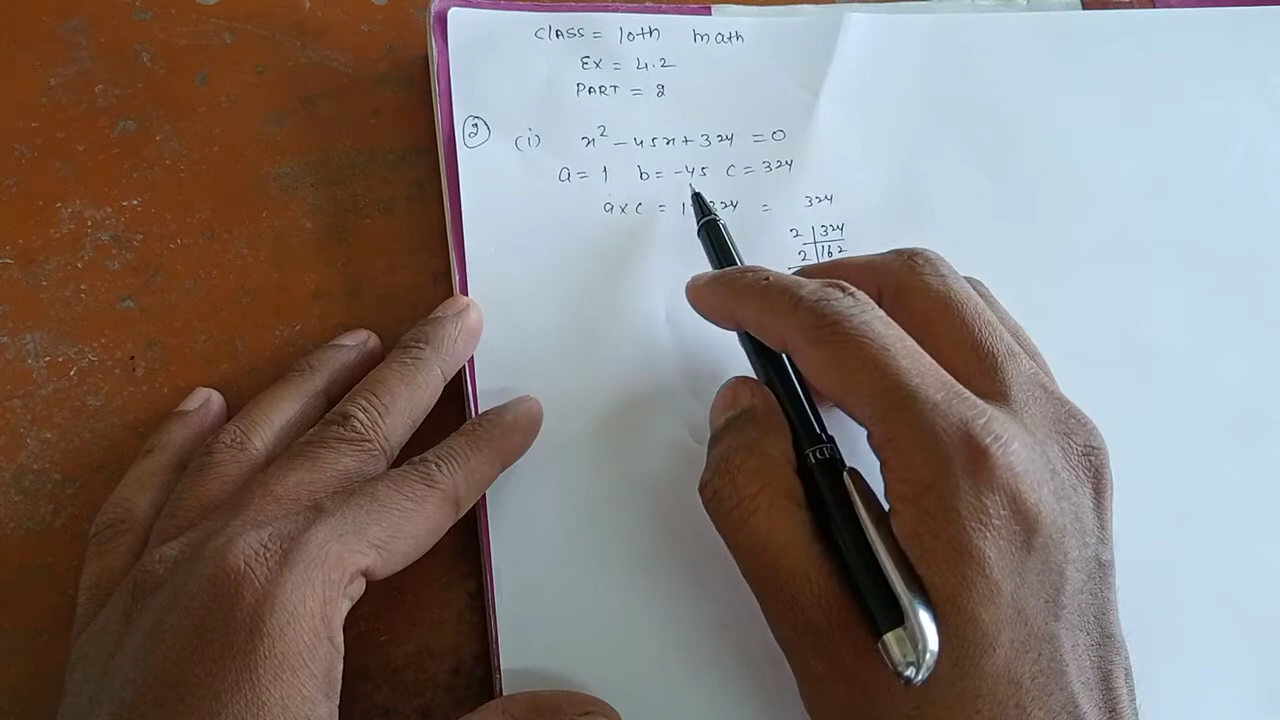 CLASS = 10th math
EX = 4.2
PART = 2
② (i) x² - 45x + 324 = 0
a = 1 b = -45 c = 324
a x c = 324 = 324
2 | 324
2 | 162